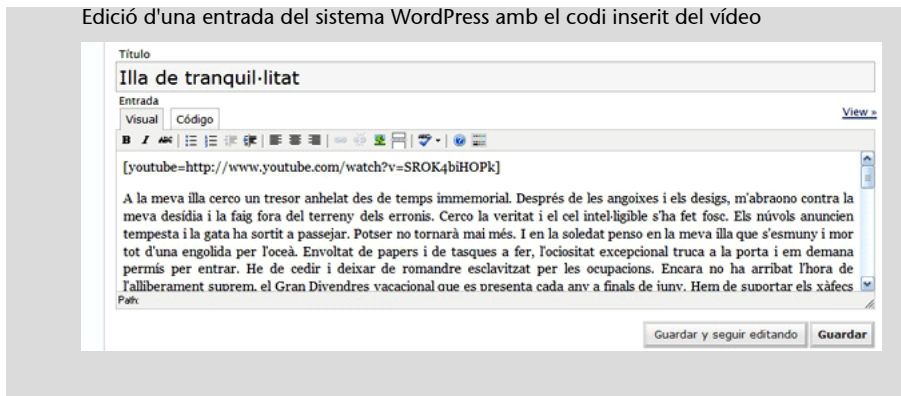 Edició d'una entrada del sistema WordPress amb el codi inserit del vídeo
Título
Illa de tranquil·litat
Entrada
Visual Código
View »
B I ABC
[youtube=http://www.youtube.com/watch?v=SROK4biHOPk]
A la meva illa cerco un tresor anhelat des de temps immemorial. Després de les angoixes i els desigs, m'abraono contra la
meva desídia i la faig fora del terreny dels erronis. Cerco la veritat i el cel intel·ligible s'ha fet fosc. Els núvols anuncien
tempesta i la gata ha sortit a passejar. Potser no tornarà mai més. I en la soledat penso en la meva illa que s'esmuny i mor
tot d'una engolida per l'oceà. Envoltat de papers i de tasques a fer, l'ociositat excepcional truca a la porta i em demana
permís per entrar. He de cedir i deixar de romandre esclavitzat per les ocupacions. Encara no ha arribat l'hora de
l'alliberament suprem, el Gran Divendres vacacional que es presenta cada any a finals de juny. Hem de suportar els xàfecs
Path:
Guardar y seguir editando Guardar